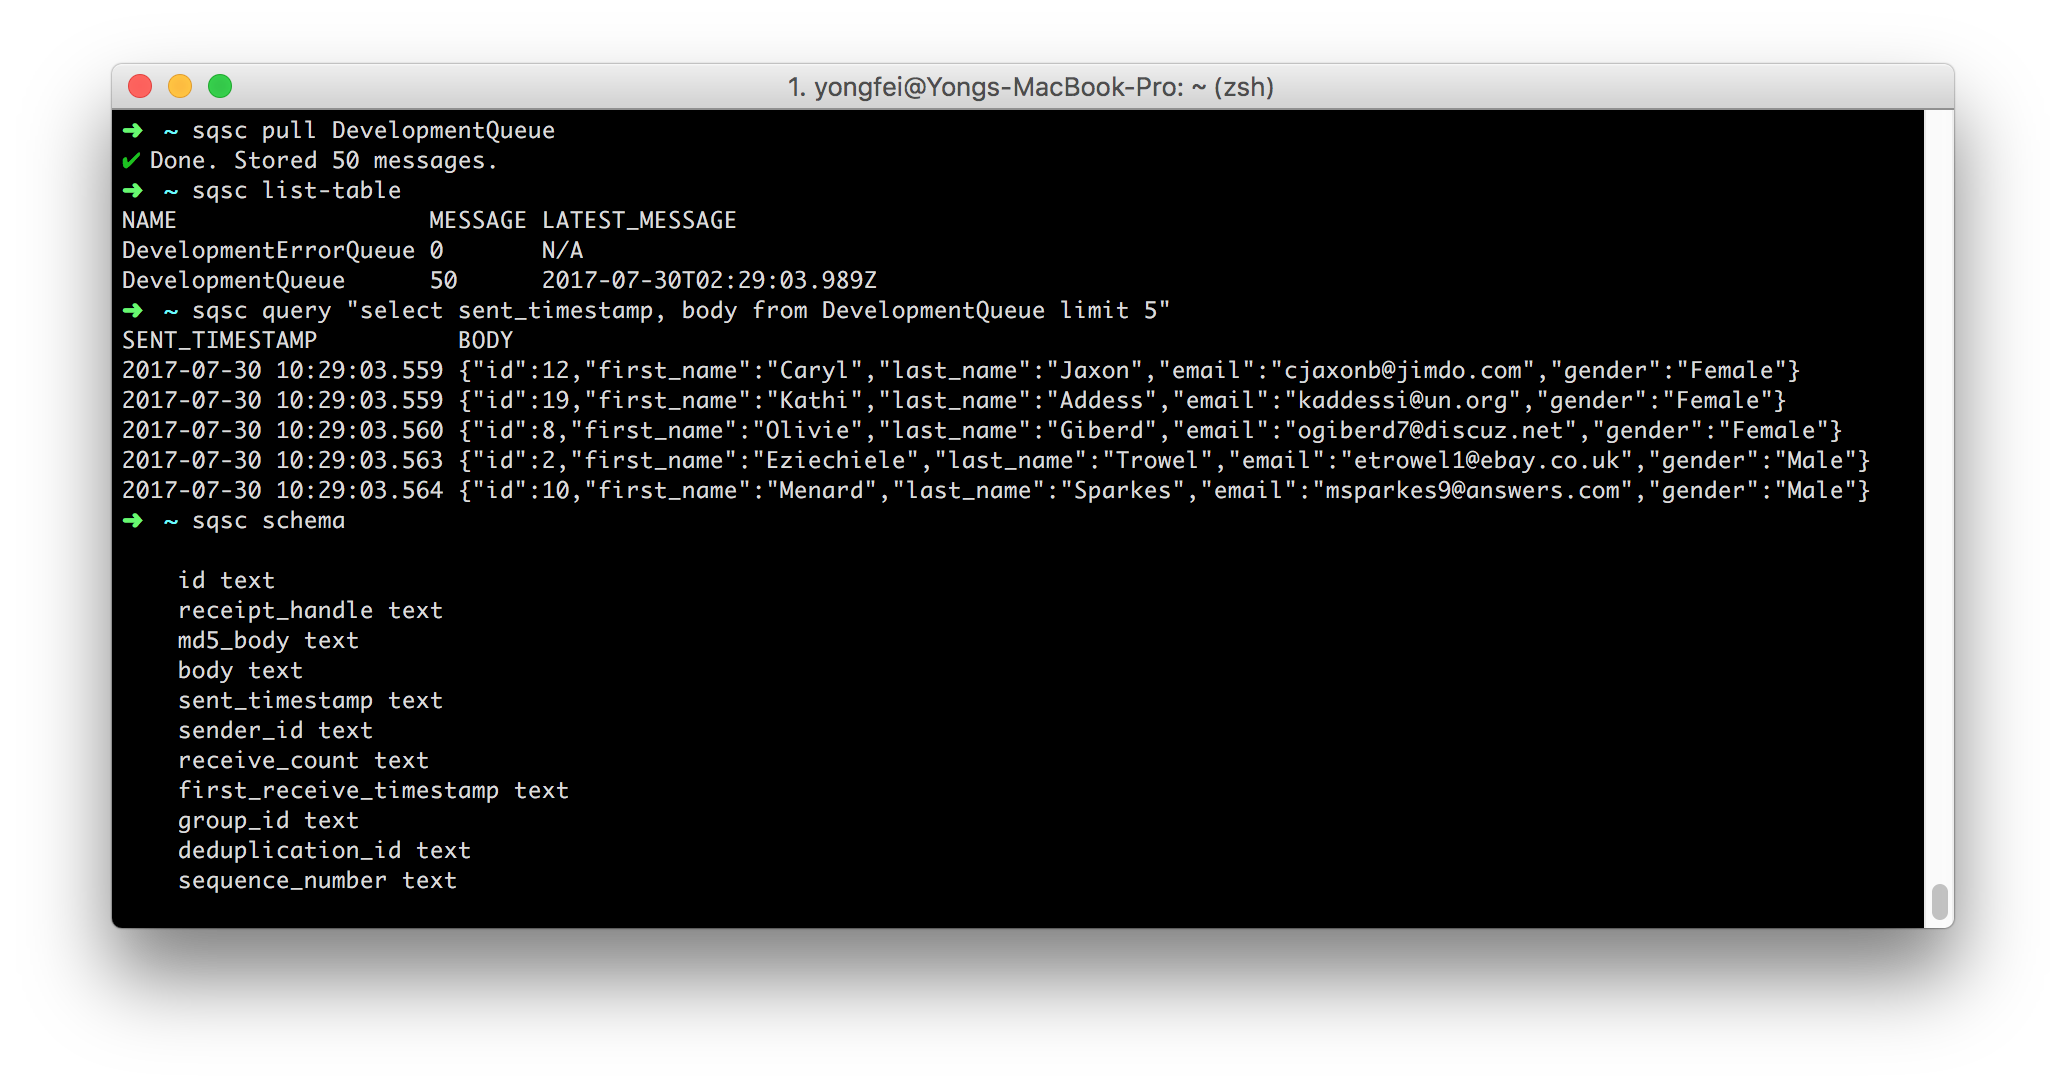 1. yongfei@Yongs-MacBook-Pro: ~ (zsh)
➜  ~ sqsc pull DevelopmentQueue
✔ Done. Stored 50 messages.
➜  ~ sqsc list-table
NAME                  MESSAGE LATEST_MESSAGE
DevelopmentErrorQueue 0       N/A
DevelopmentQueue      50      2017-07-30T02:29:03.989Z
➜  ~ sqsc query "select sent_timestamp, body from DevelopmentQueue limit 5"
SENT_TIMESTAMP          BODY
2017-07-30 10:29:03.559 {"id":12,"first_name":"Caryl","last_name":"Jaxon","email":"cjaxonb@jimdo.com","gender":"Female"}
2017-07-30 10:29:03.559 {"id":19,"first_name":"Kathi","last_name":"Addess","email":"kaddessi@un.org","gender":"Female"}
2017-07-30 10:29:03.560 {"id":8,"first_name":"Olivie","last_name":"Giberd","email":"ogiberd7@discuz.net","gender":"Female"}
2017-07-30 10:29:03.563 {"id":2,"first_name":"Eziechiele","last_name":"Trowel","email":"etrowel1@ebay.co.uk","gender":"Male"}
2017-07-30 10:29:03.564 {"id":10,"first_name":"Menard","last_name":"Sparkes","email":"msparkes9@answers.com","gender":"Male"}
➜  ~ sqsc schema
id text
receipt_handle text
md5_body text
body text
sent_timestamp text
sender_id text
receive_count text
first_receive_timestamp text
group_id text
deduplication_id text
sequence_number text